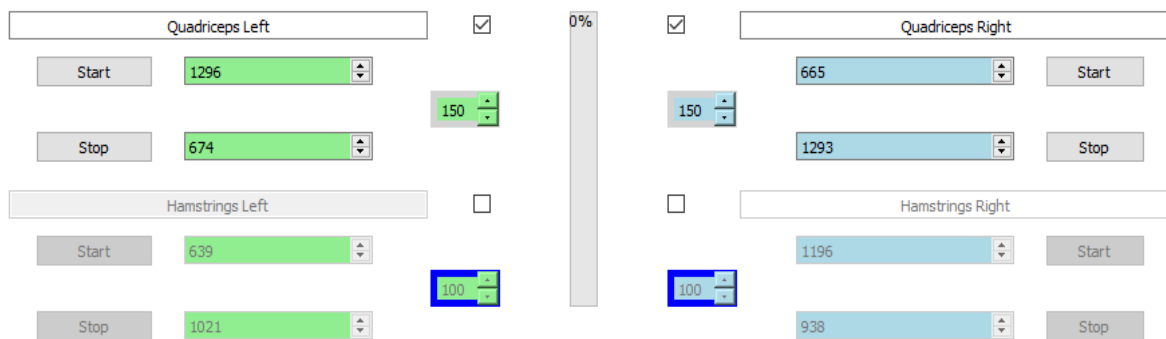 Quadriceps Left 0% Quadriceps Right
Start 1296 665 Start
150 150
Stop 674 1293 Stop
Hamstrings Left Hamstrings Right
Start 639 1196 Start
100 100
Stop 1021 938 Stop